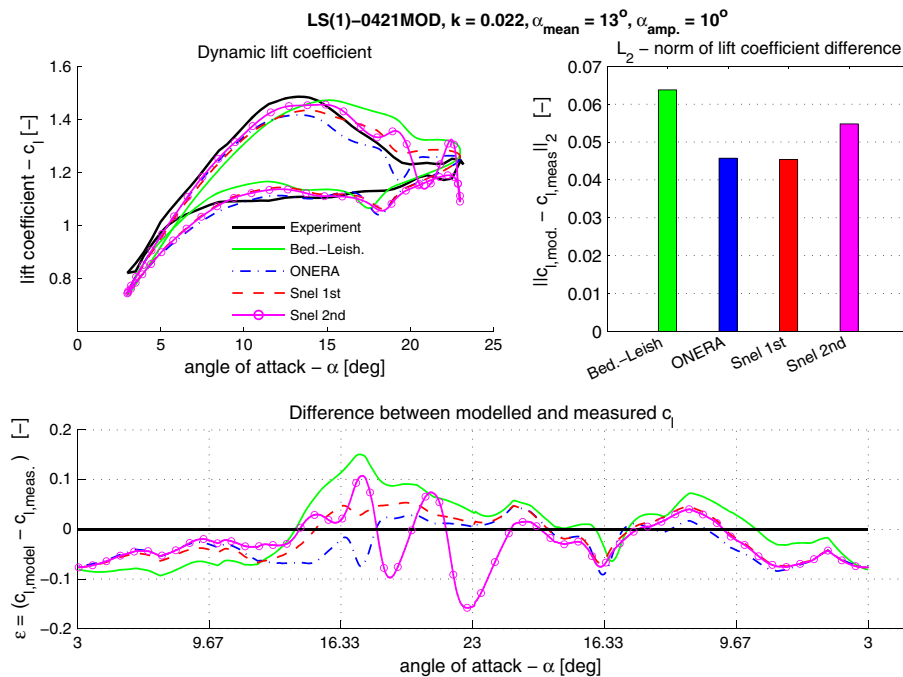 LS(1)−0421MOD, k = 0.022, α_mean = 13°, α_amp. = 10°
Dynamic lift coefficient
lift coefficient − c_l [−]
1.6
1.4
1.2
1
0.8
0
5
10
15
20
25
angle of attack − α [deg]
Experiment
Bed.−Leish.
ONERA
Snel 1st
Snel 2nd
L_2 − norm of lift coefficient difference
||c_l,mod. − c_l,meas||_2 [−]
0.07
0.06
0.05
0.04
0.03
0.02
0.01
0
Bed.−Leish
ONERA
Snel 1st
Snel 2nd
Difference between modelled and measured c_l
ε = (c_l,model − c_l,meas.) [−]
0.2
0.1
0
−0.1
−0.2
3
9.67
16.33
23
16.33
9.67
3
angle of attack − α [deg]